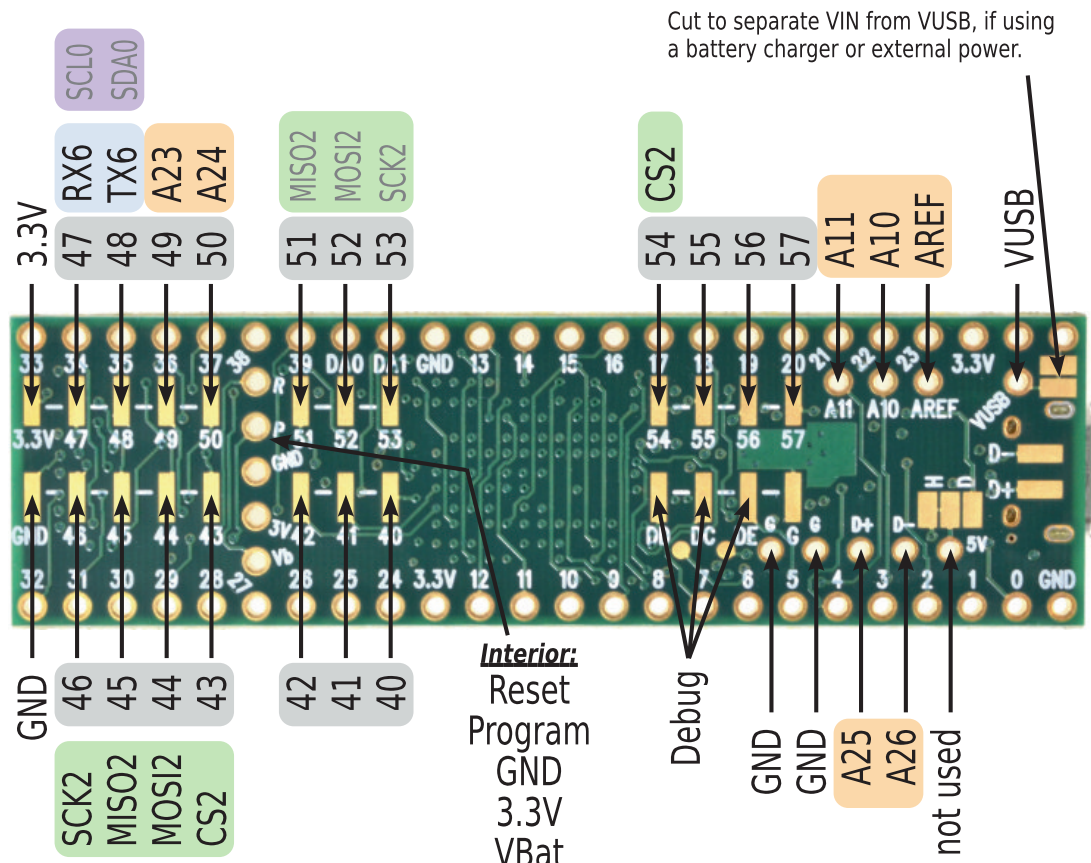 Cut to separate VIN from VUSB, if using
a battery charger or external power.
SCL0 SDA0
RX6 TX6 A23 A24
MISO2 MOSI2 SCK2
CS2
3.3V 47 48 49 50 51 52 53 54 55 56 57 A11 A10 AREF VUSB
33 34 35 36 37 38 39 DA0 DA1 GND 13 14 15 16 17 18 19 20 21 22 23 3.3V
R
A11 A10 AREF VUSB
P
3.3V 47 48 49 50 51 52 53 54 55 56 57
D-
GND
H D
D+
3V
G G D+ D- 5V
GND 46 45 44 43 42 41 40 DD DC DE G
Vb
32 31 30 29 28 27 26 25 24 3.3V 12 11 10 9 8 7 6 5 4 3 2 1 0 GND
GND 46 45 44 43 42 41 40
SCK2 MISO2 MOSI2 CS2
Interior:
Reset
Program
GND
3.3V
VBat
Debug
GND GND A25 A26 not used